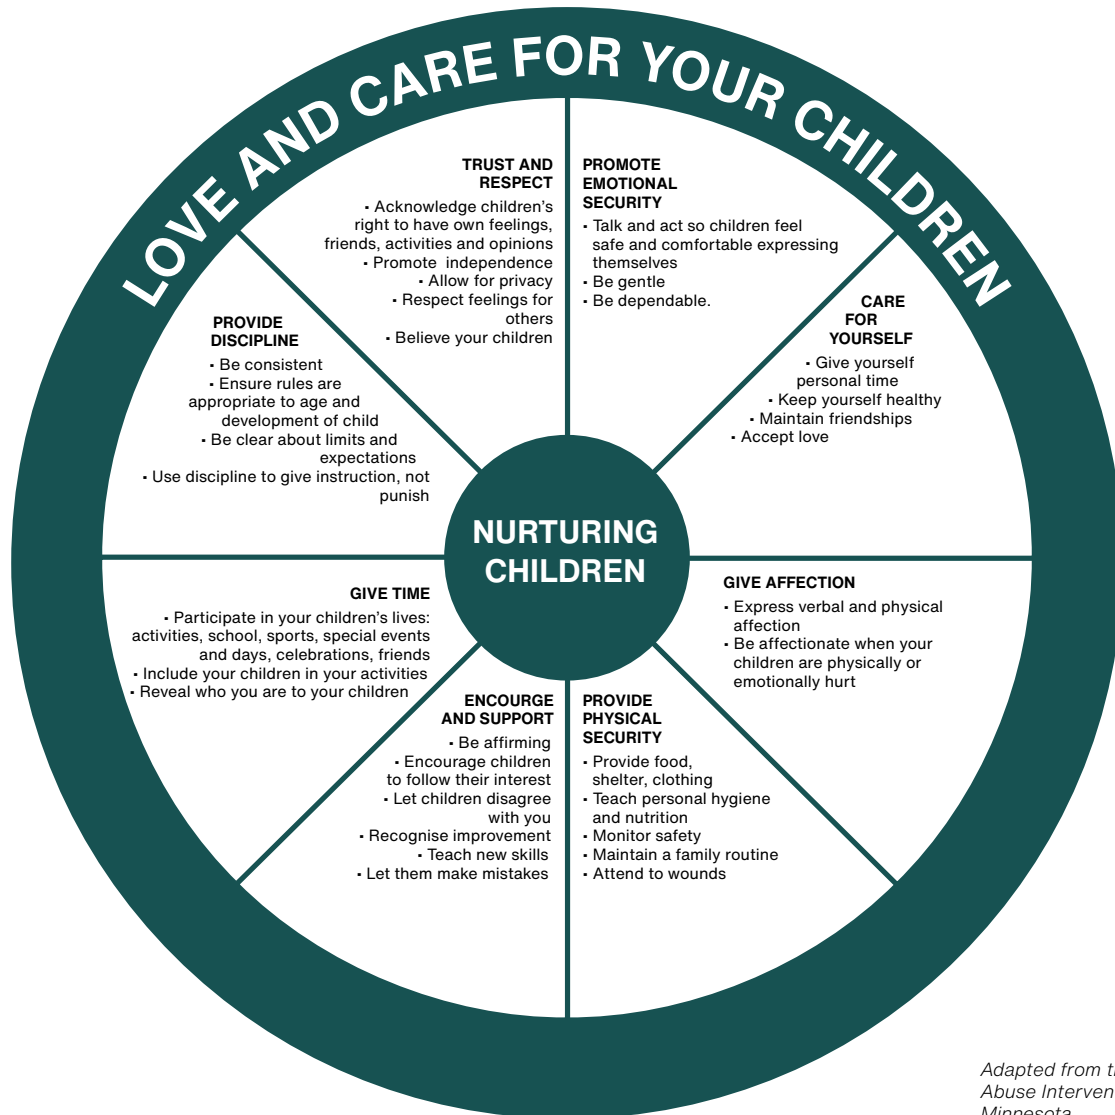 LOVE AND CARE FOR YOUR CHILDREN
TRUST AND
RESPECT
▪ Acknowledge children’s
right to have own feelings,
friends, activities and opinions
▪ Promote independence
▪ Allow for privacy
▪ Respect feelings for
others
▪ Believe your children
PROMOTE
EMOTIONAL
SECURITY
▪ Talk and act so children feel
safe and comfortable expressing
themselves
▪ Be gentle
▪ Be dependable.
CARE
FOR
YOURSELF
▪ Give yourself
personal time
▪ Keep yourself healthy
▪ Maintain friendships
▪ Accept love
PROVIDE
DISCIPLINE
▪ Be consistent
▪ Ensure rules are
appropriate to age and
development of child
▪ Be clear about limits and
expectations
▪ Use discipline to give instruction, not
punish
NURTURING
CHILDREN
GIVE TIME
▪ Participate in your children’s lives:
activities, school, sports, special events
and days, celebrations, friends
▪ Include your children in your activities
▪ Reveal who you are to your children
GIVE AFFECTION
▪ Express verbal and physical
affection
▪ Be affectionate when your
children are physically or
emotionally hurt
ENCOURGE
AND SUPPORT
▪ Be affirming
▪ Encourage children
to follow their interest
▪ Let children disagree
with you
▪ Recognise improvement
▪ Teach new skills
▪ Let them make mistakes
PROVIDE
PHYSICAL
SECURITY
▪ Provide food,
shelter, clothing
▪ Teach personal hygiene
and nutrition
▪ Monitor safety
▪ Maintain a family routine
▪ Attend to wounds
Adapted from
Abuse
Minnesota